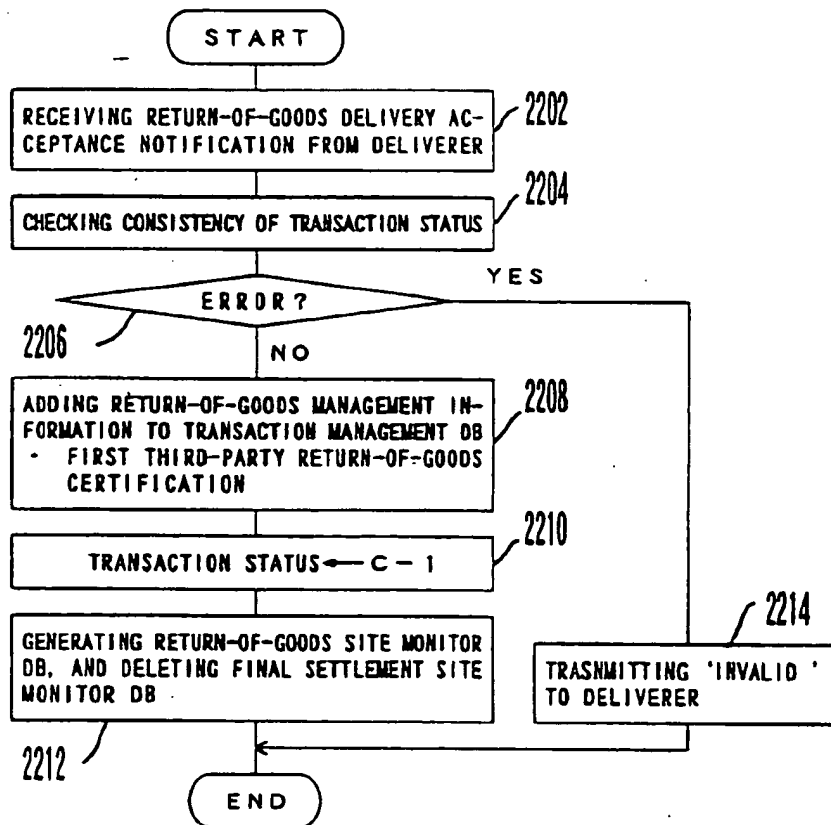 START
RECEIVING RETURN-OF-GOODS DELIVERY AC-
CEPTANCE NOTIFICATION FROM DELIVERER
2202
CHECKING CONSISTENCY OF TRANSACTION STATUS
2204
ERROR?
YES
2206
NO
ADDING RETURN-OF-GOODS MANAGEMENT IN-
FORMATION TO TRANSACTION MANAGEMENT DB
· FIRST THIRD-PARTY RETURN-OF-GOODS
CERTIFICATION
2208
TRANSACTION STATUS ← C - 1
2210
GENERATING RETURN-OF-GOODS SITE MONITOR
DB, AND DELETING FINAL SETTLEMENT SITE
MONITOR DB
2212
2214
TRASNMITTING 'INVALID '
TO DELIVERER
END